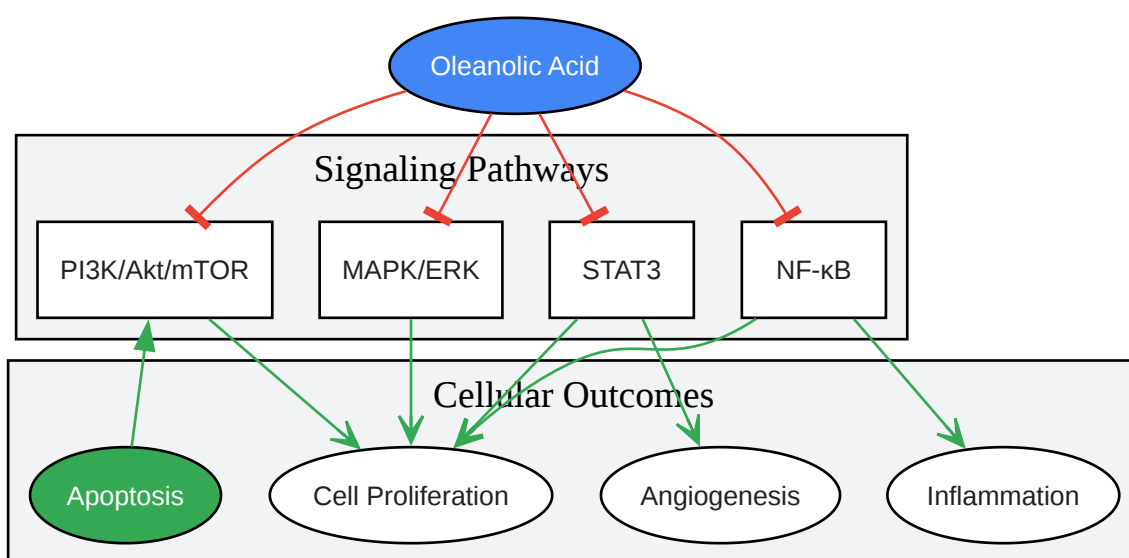 Oleanolic Acid
Signaling Pathways
PI3K/Akt/mTOR
MAPK/ERK
STAT3
NF-κB
Cellular Outcomes
Apoptosis
Cell Proliferation
Angiogenesis
Inflammation